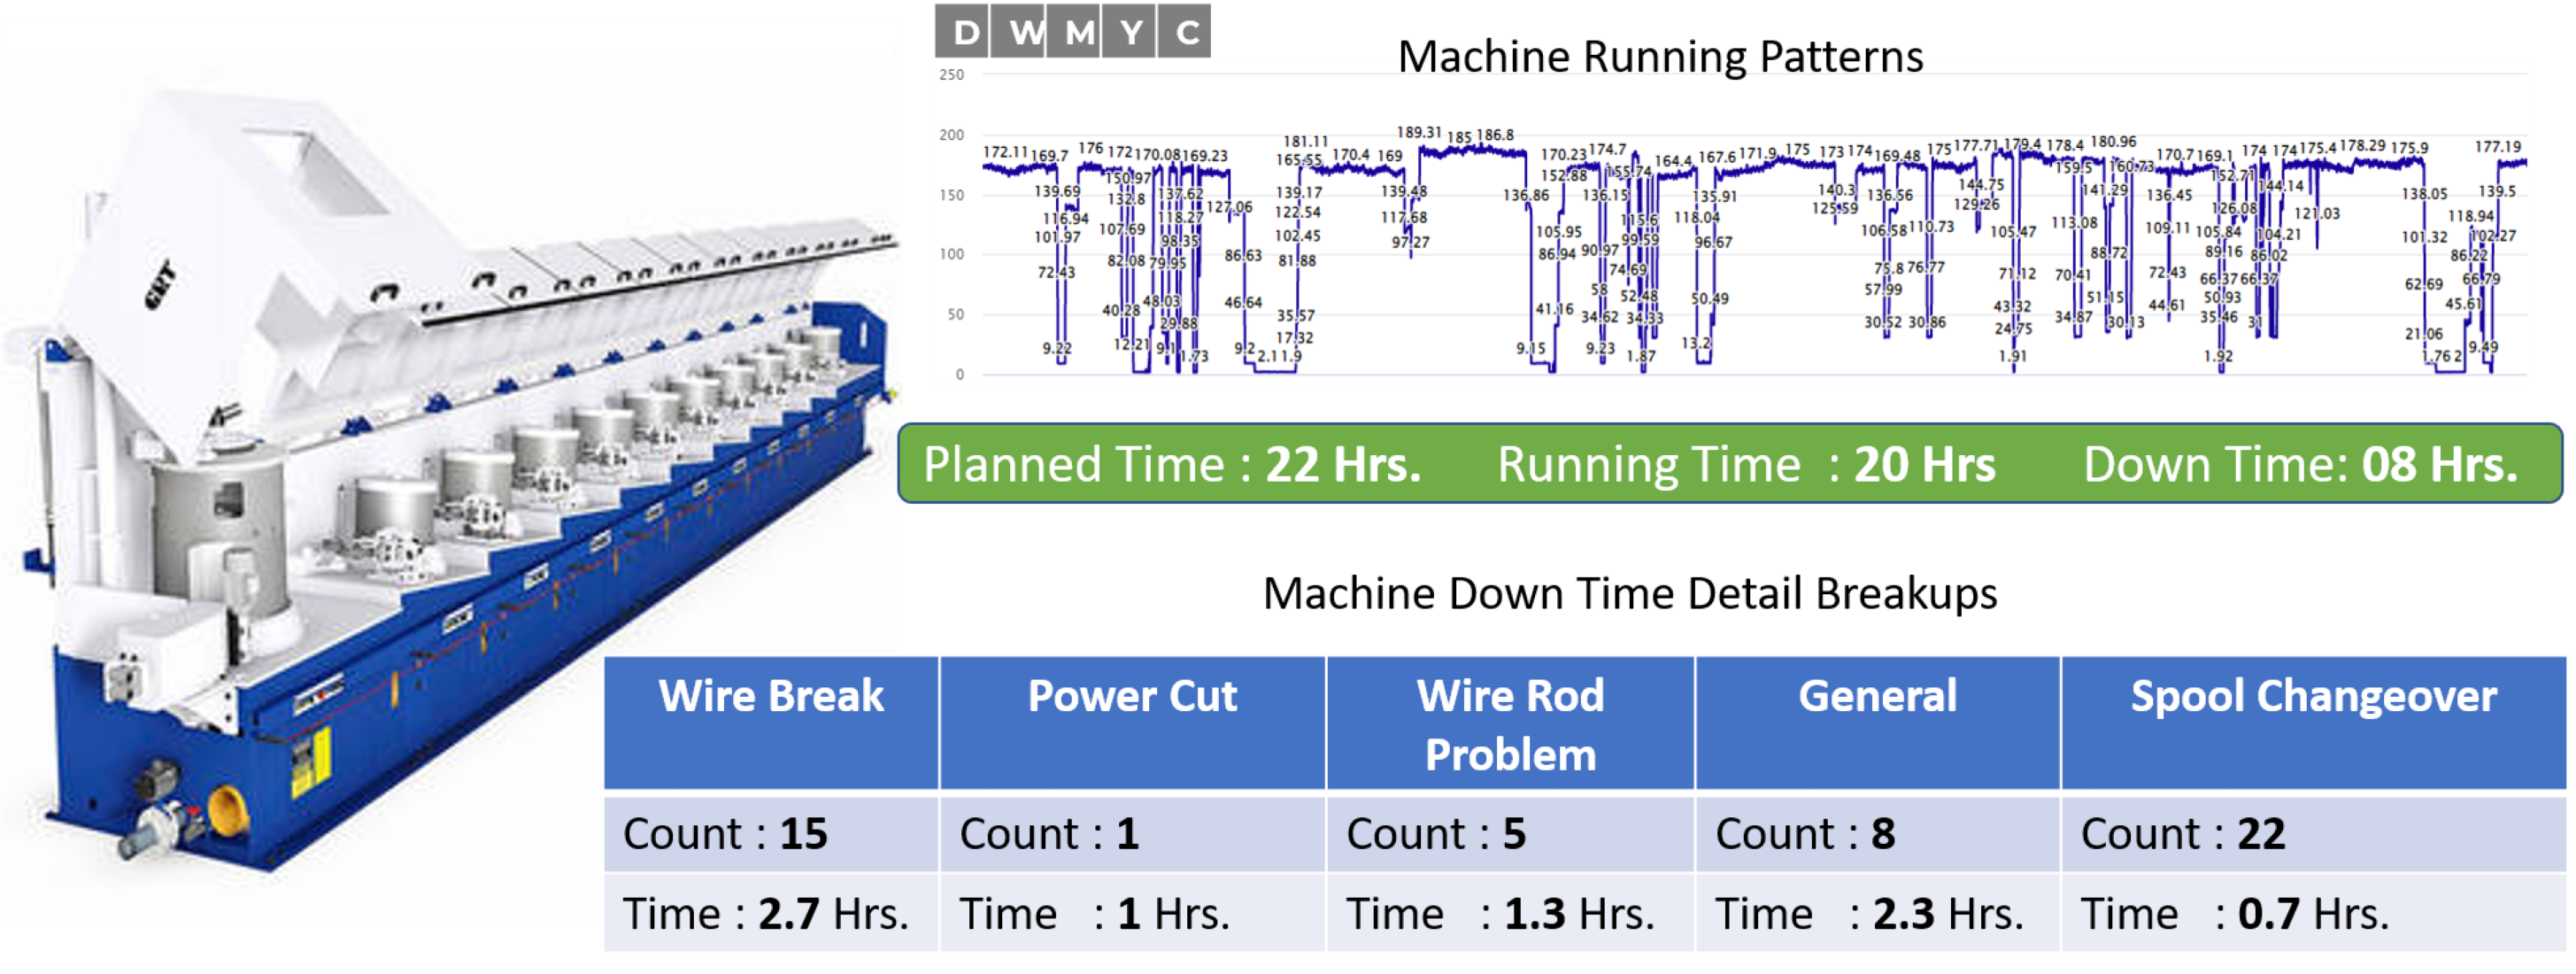 D W M Y C
Machine Running Patterns
250
200
150
100
50
0
172.11 169.7 176 172 170.08 169.23 181.11 170.4 169 189.31 185 186.8 170.23 174.7 164.4 167.6 171.9 175 173 174 169.48 175 177.71 179.4 178.4 180.96 170.7 169.1 174 174 175.4 178.29 175.9 177.19
165.55 152.88 155.74 159.5 160.73 152.71
150.97 139.69 132.8 137.62 139.17 139.48 136.86 136.15 135.91 140.3 136.56 144.75 141.29 136.45 144.14 138.05 139.5
116.94 118.27 127.06 122.54 117.68 115.6 118.04 125.59 129.26 126.08 121.03 118.94
101.97 107.69 98.35 102.45 97.27 105.95 99.59 96.67 106.58 110.73 105.47 113.08 109.11 105.84 104.21 101.32 102.27
72.43 82.08 79.95 86.63 81.88 86.94 90.97 74.69 75.8 76.77 71.12 70.41 88.72 72.43 89.16 86.02 86.22
40.28 48.03 46.64 41.16 58 52.48 50.49 57.99 43.32 51.15 44.61 66.37 66.37 62.69 66.79
29.88 35.57 34.62 34.33 30.52 30.86 24.75 34.87 30.13 50.93 45.61
17.32 35.46 31 21.06
9.22 12.21 9.1 1.73 9.2 2.1 1.9 9.15 9.23 1.87 13.2 1.91 1.92 1.76 2 9.49
GRT
Planned Time : 22 Hrs. Running Time : 20 Hrs Down Time: 08 Hrs.
Machine Down Time Detail Breakups
Wire Break Power Cut Wire Rod Problem General Spool Changeover
Count : 15 Count : 1 Count : 5 Count : 8 Count : 22
Time : 2.7 Hrs. Time : 1 Hrs. Time : 1.3 Hrs. Time : 2.3 Hrs. Time : 0.7 Hrs.